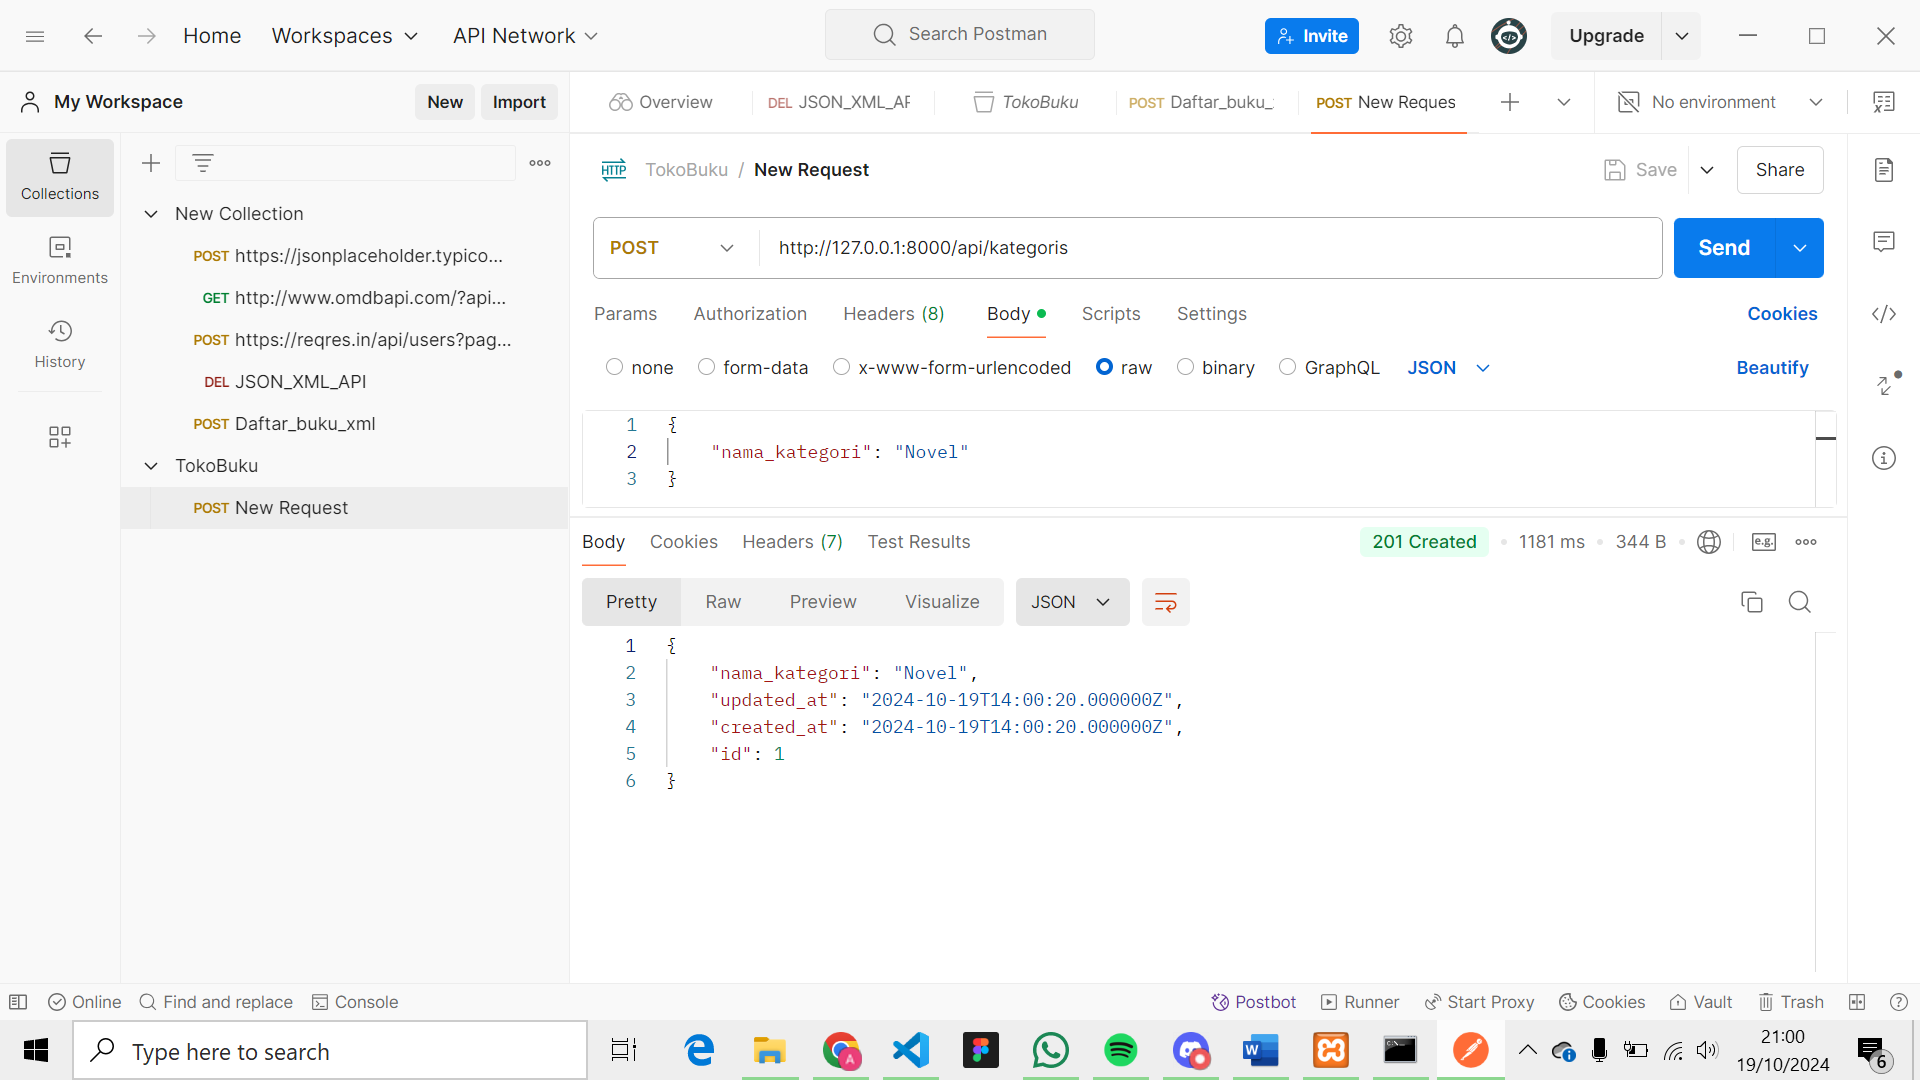 Home
Workspaces
API Network
Search Postman
Invite
Upgrade
My Workspace
New
Import
Overview
DEL JSON_XML_AP
TokoBuku
POST Daftar_buku_
POST New Reques
No environment
Collections
Environments
History
New Collection
POST https://jsonplaceholder.typico...
GET http://www.omdbapi.com/?api...
POST https://reqres.in/api/users?pag...
DEL JSON_XML_API
POST Daftar_buku_xml
TokoBuku
POST New Request
HTTP TokoBuku / New Request
Save
Share
POST
http://127.0.0.1:8000/api/kategoris
Send
Params
Authorization
Headers (8)
Body
Scripts
Settings
Cookies
none
form-data
x-www-form-urlencoded
raw
binary
GraphQL
JSON
Beautify
1 {
2 "nama_kategori": "Novel"
3 }
Body
Cookies
Headers (7)
Test Results
201 Created
1181 ms
344 B
e.g.
Pretty
Raw
Preview
Visualize
JSON
1 {
2 "nama_kategori": "Novel",
3 "updated_at": "2024-10-19T14:00:20.000000Z",
4 "created_at": "2024-10-19T14:00:20.000000Z",
5 "id": 1
6 }
Online
Find and replace
Console
Postbot
Runner
Start Proxy
Cookies
Vault
Trash
Type here to search
A
W
21:00
19/10/2024
6